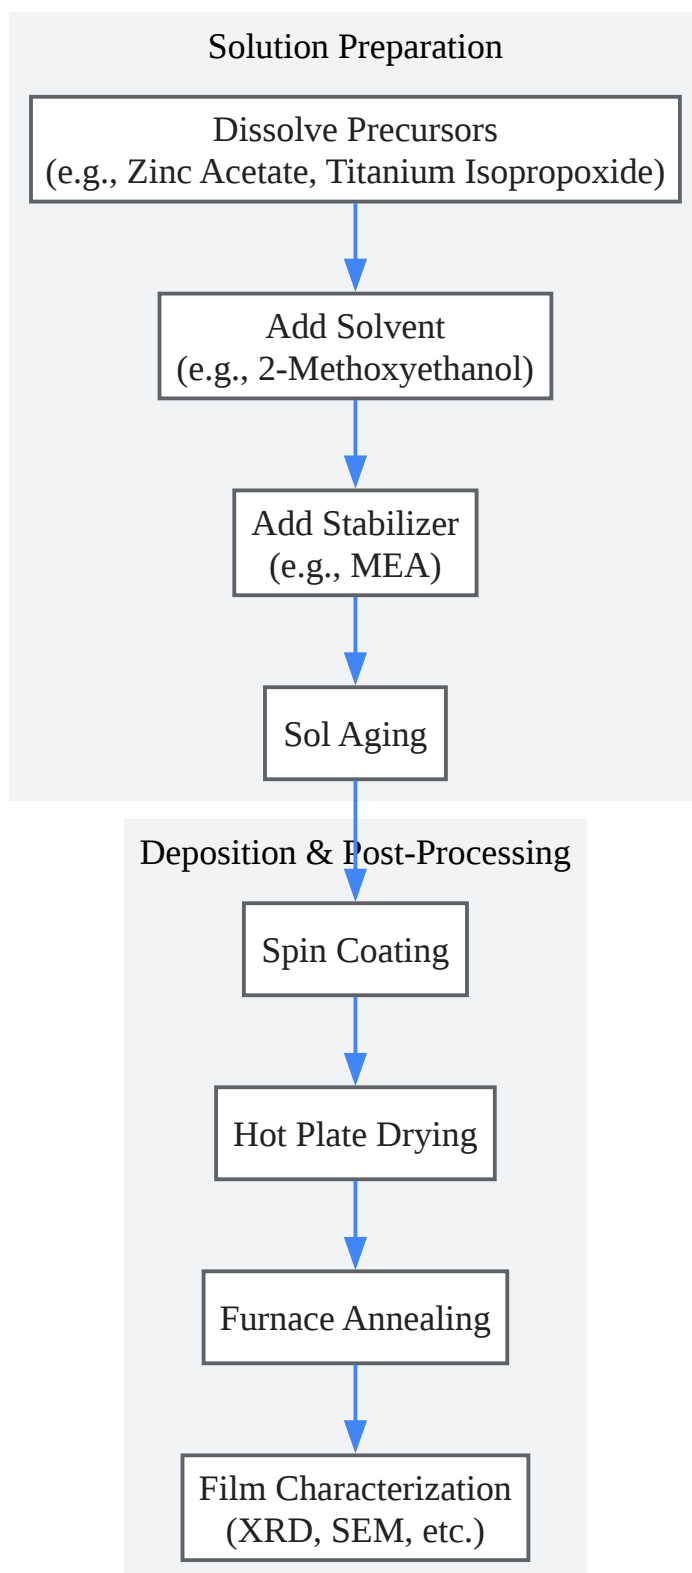 Solution Preparation
Dissolve Precursors
(e.g., Zinc Acetate, Titanium Isopropoxide)
Add Solvent
(e.g., 2-Methoxyethanol)
Add Stabilizer
(e.g., MEA)
Sol Aging
Deposition & Post-Processing
Spin Coating
Hot Plate Drying
Furnace Annealing
Film Characterization
(XRD, SEM, etc.)